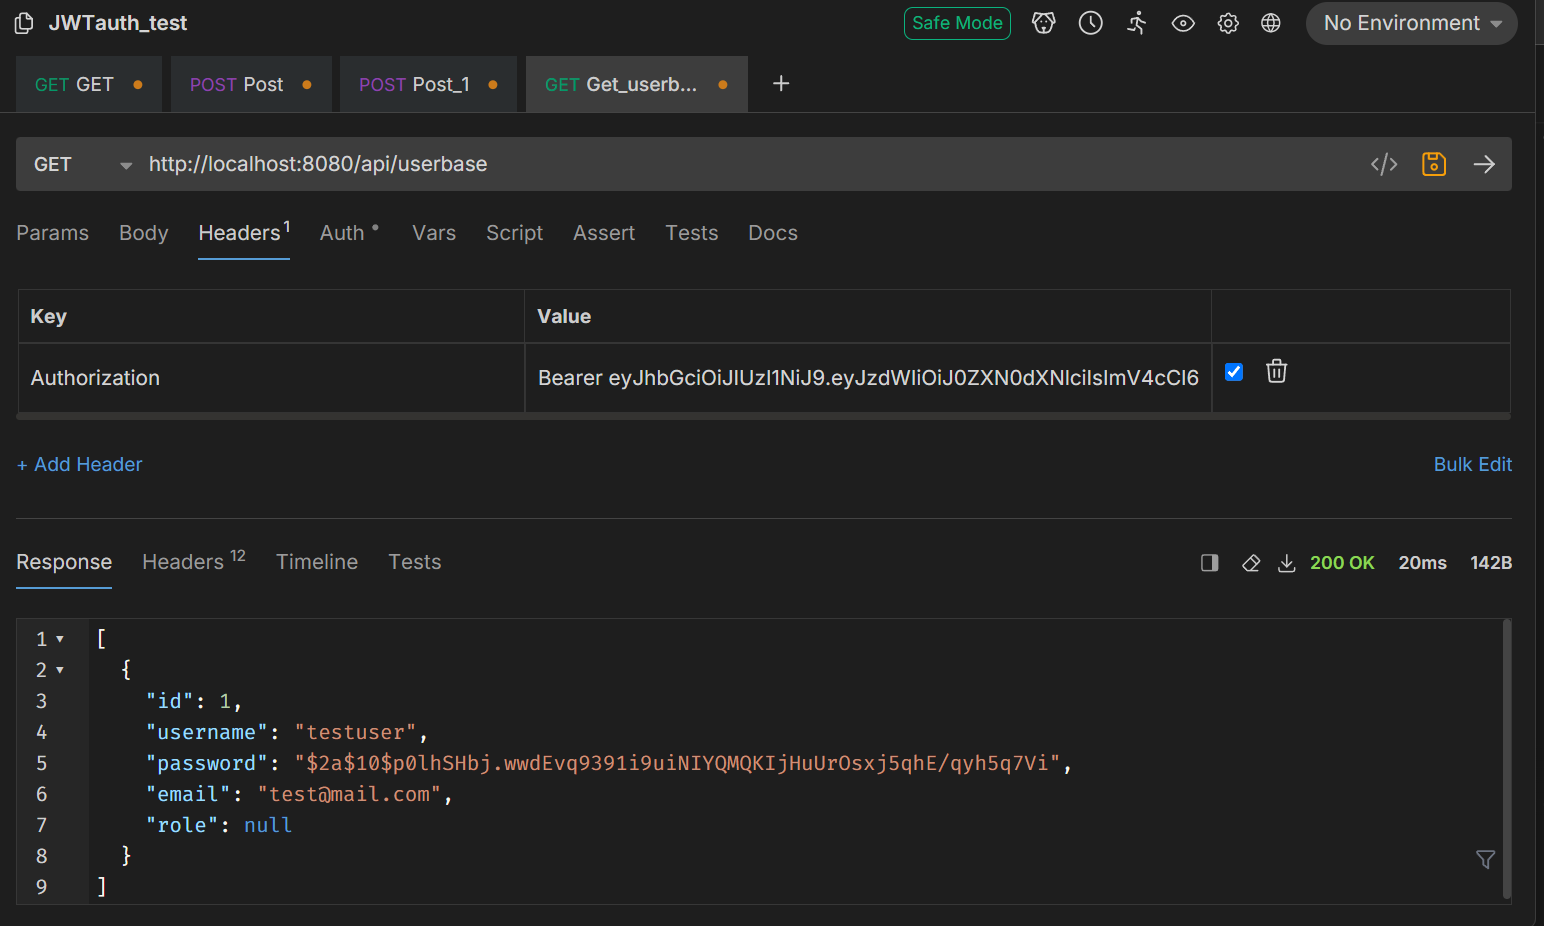 JWTauth_test
Safe Mode
No Environment
GET GET
POST Post
POST Post_1
GET Get_userb...
+
GET http://localhost:8080/api/userbase
</>
Params Body Headers 1 Auth Vars Script Assert Tests Docs
Key Value
Authorization Bearer eyJhbGciOiJIUzI1NiJ9.eyJzdWIiOiJ0ZXN0dXNlciIsImV4cCI6
+ Add Header Bulk Edit
Response Headers 12 Timeline Tests 200 OK 20ms 142B
1 [
2 {
3 "id": 1,
4 "username": "testuser",
5 "password": "$2a$10$p0lhSHbj.wwdEvq9391i9uiNIYQMQKIjHuUrOsxj5qhE/qyh5q7Vi",
6 "email": "test@mail.com",
7 "role": null
8 }
9 ]